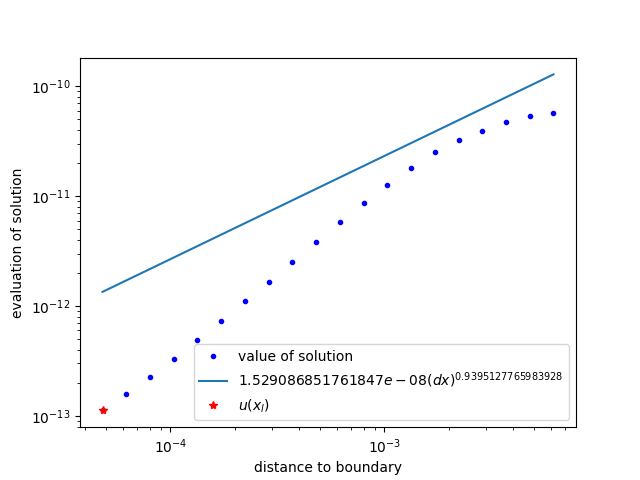 10⁻¹⁰
10⁻¹¹
10⁻¹²
10⁻¹³
evaluation of solution
value of solution
1.529086851761847e − 08(dx)^0.9395127765983928
u(x_l)
10⁻⁴ 10⁻³
distance to boundary